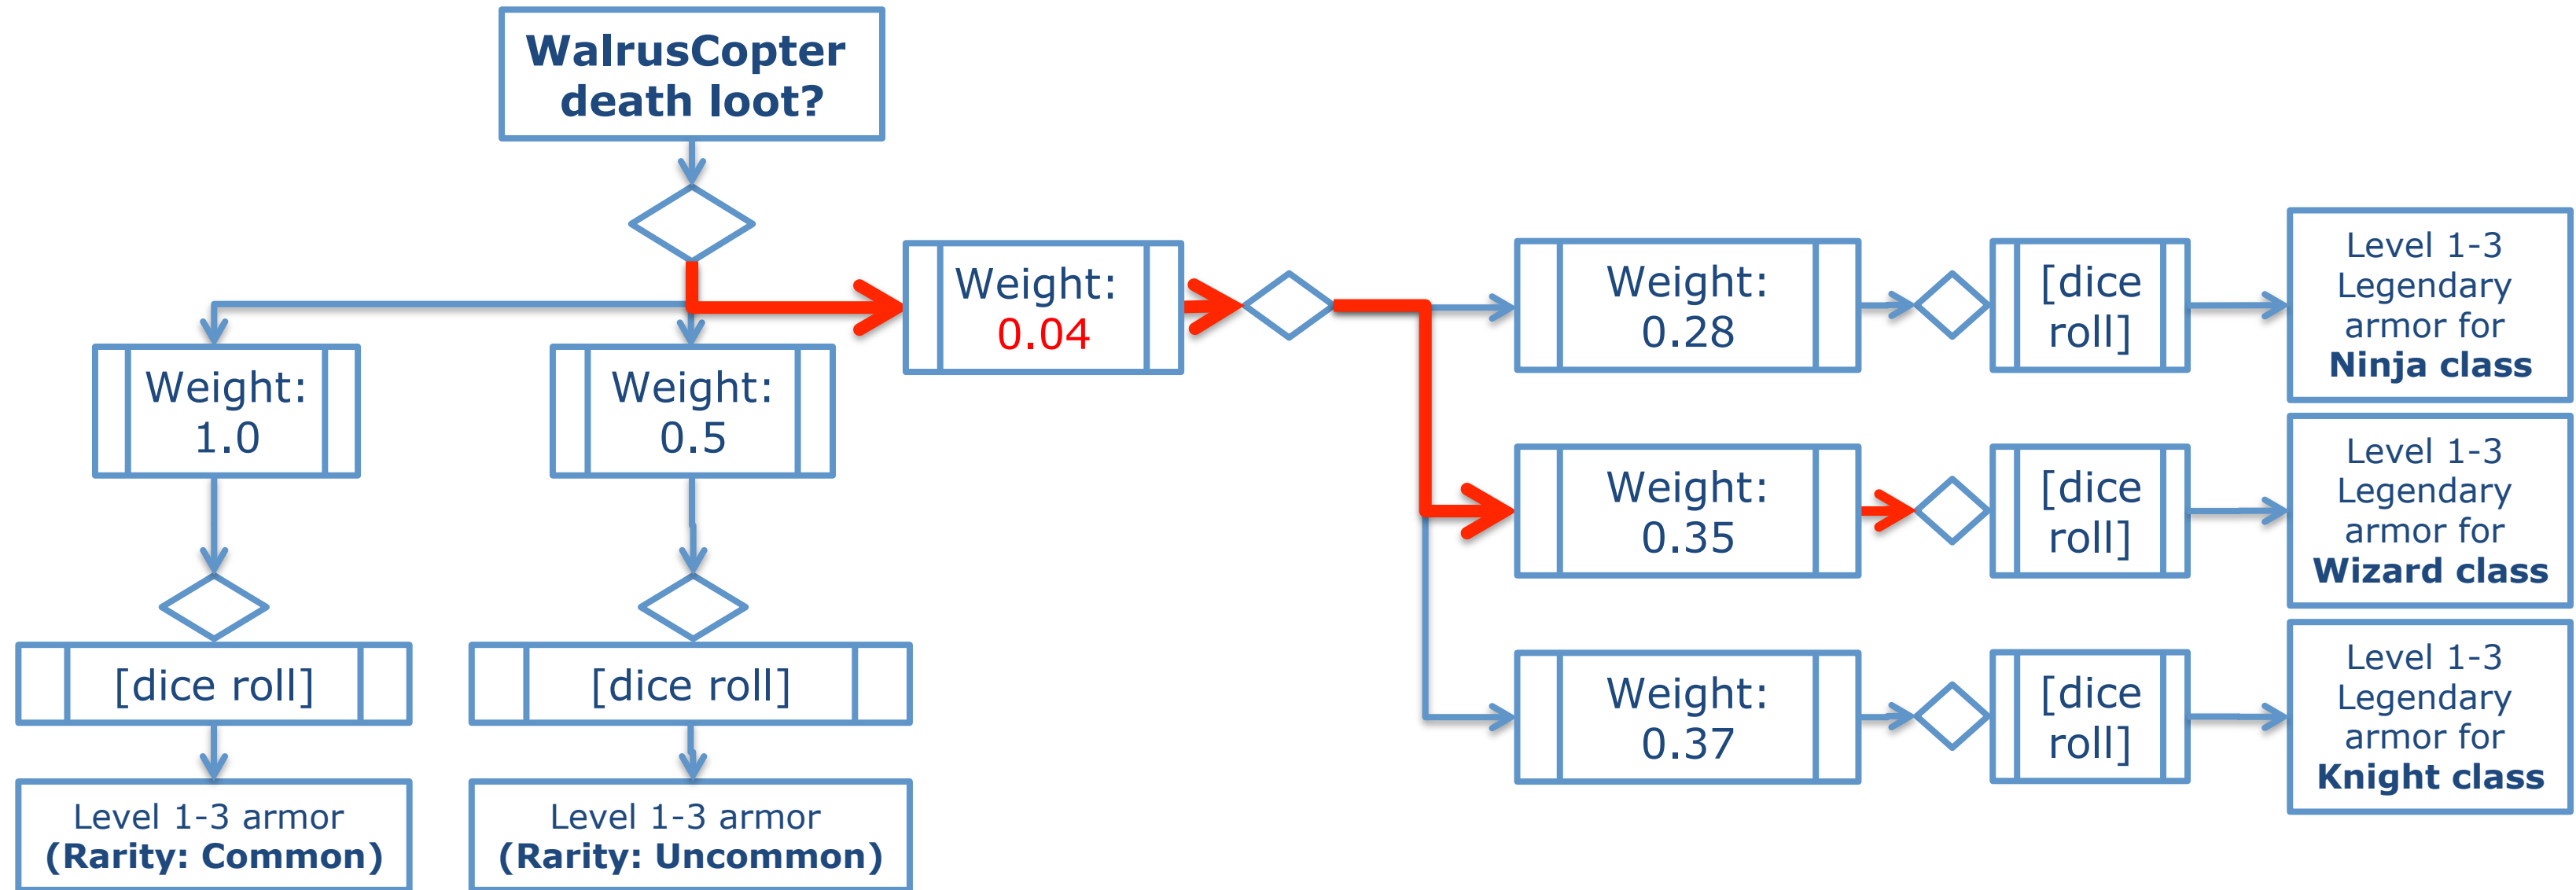 WalrusCopter
death loot?
Weight:
0.04
Weight:
1.0
Weight:
0.5
[dice roll]
[dice roll]
Level 1-3 armor
(Rarity: Common)
Level 1-3 armor
(Rarity: Uncommon)
Weight:
0.28
[dice
roll]
Level 1-3
Legendary
armor for
Ninja class
Weight:
0.35
[dice
roll]
Level 1-3
Legendary
armor for
Wizard class
Weight:
0.37
[dice
roll]
Level 1-3
Legendary
armor for
Knight class